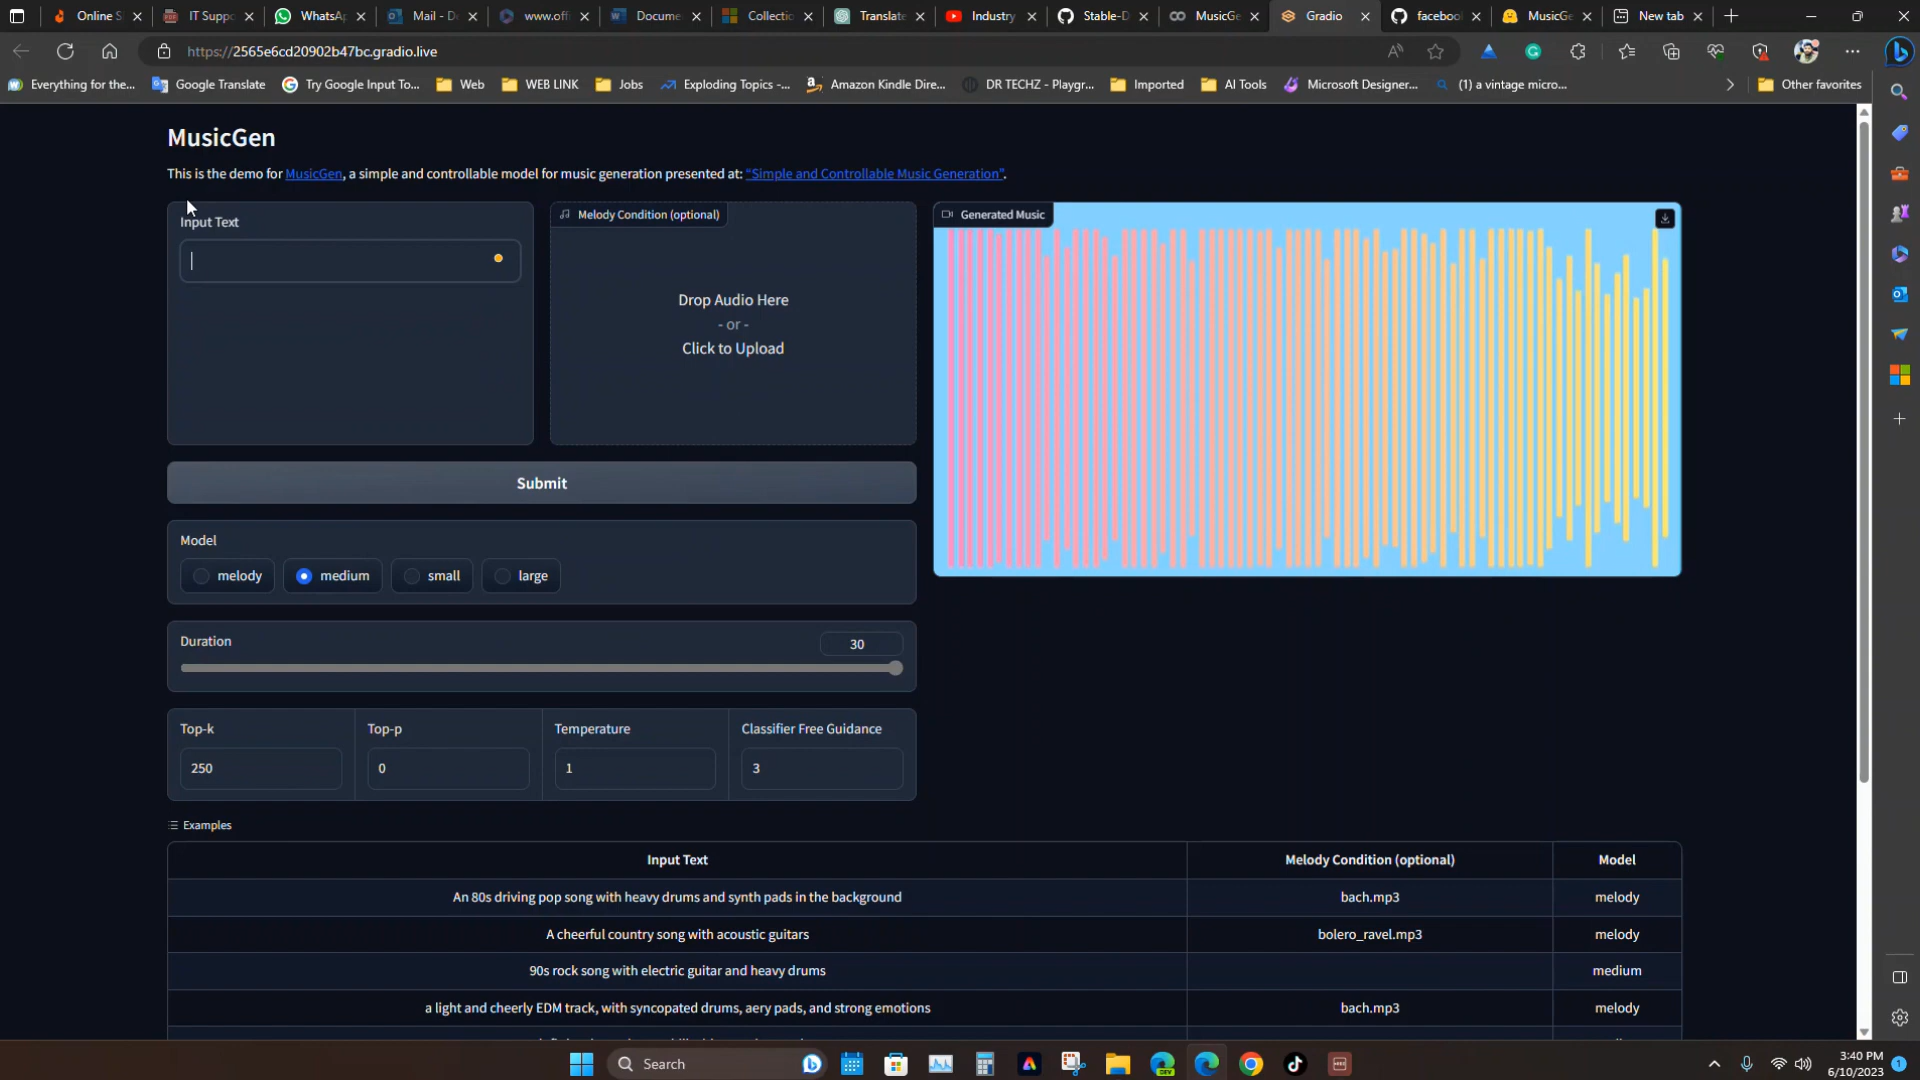 Online S
IT Suppo
WhatsAp
Mail - De
www.offi
Docume
Collectio
Translate
Industry
Stable-D
MusicGe
Gradio
faceboo
MusicGe
New tab
https://2565e6cd20902b47bc.gradio.live
Everything for the...
Google Translate
Try Google Input To...
Web
WEB LINK
Jobs
Exploding Topics -...
Amazon Kindle Dire...
DR TECHZ - Playgr...
Imported
AI Tools
Microsoft Designer...
(1) a vintage micro...
Other favorites
MusicGen
This is the demo for MusicGen, a simple and controllable model for music generation presented at: "Simple and Controllable Music Generation".
Input Text
Melody Condition (optional)
Drop Audio Here
- or -
Click to Upload
Generated Music
Submit
Model
melody
medium
small
large
Duration
30
Top-k
250
Top-p
0
Temperature
1
Classifier Free Guidance
3
Examples
Input Text Melody Condition (optional) Model
An 80s driving pop song with heavy drums and synth pads in the background bach.mp3 melody
A cheerful country song with acoustic guitars bolero_ravel.mp3 melody
90s rock song with electric guitar and heavy drums medium
a light and cheerly EDM track, with syncopated drums, aery pads, and strong emotions bach.mp3 melody
Search
DEV
3:40 PM
6/10/2023
1